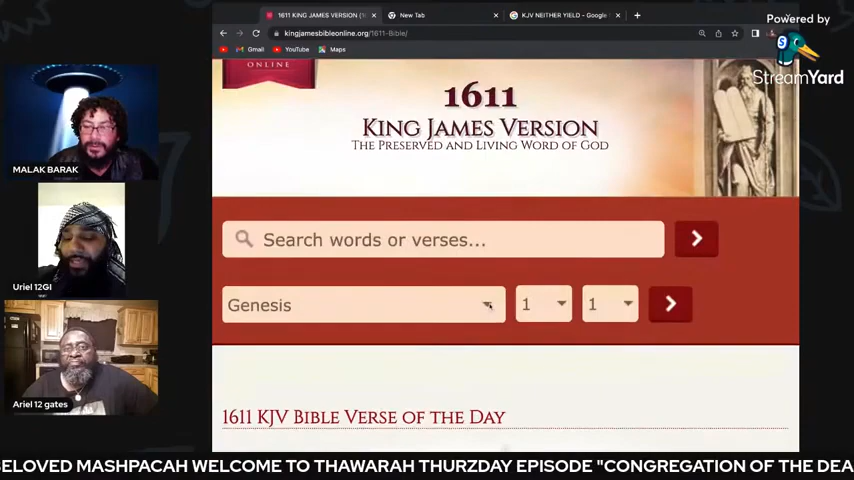 1611 KING JAMES VERSION (1
New Tab
KJV NEITHER YIELD - Google
kingjamesbibleonline.org/1611-Bible/
Gmail
YouTube
Maps
Powered by
StreamYard
ONLINE
1611
KING JAMES VERSION
THE PRESERVED AND LIVING WORD OF GOD
Search words or verses...
Genesis
1
1
1611 KJV BIBLE VERSE OF THE DAY
MALAK BARAK
Uriel 12GI
Ariel 12 gates
BELOVED MASHPACAH WELCOME TO THAWARAH THURZDAY EPISODE "CONGREGATION OF THE DEA